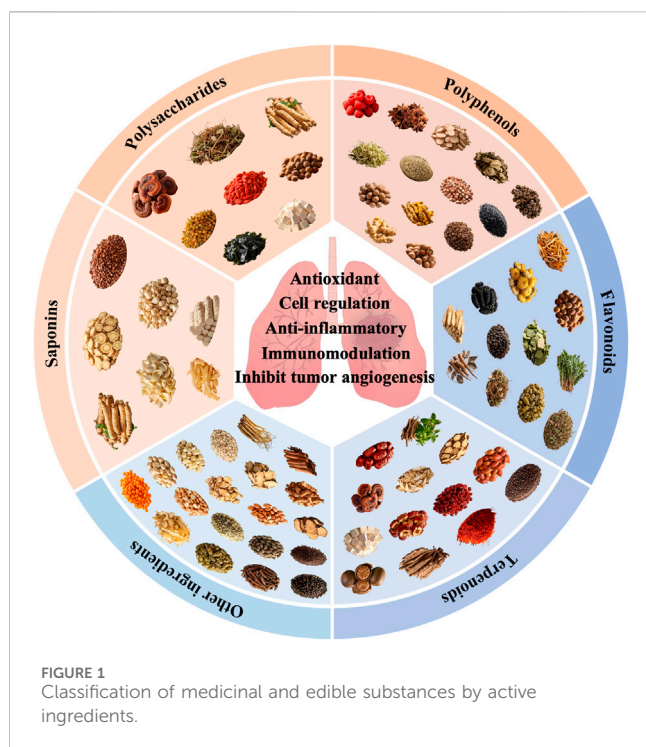 Polysaccharides
Polyphenols
Saponins
Flavonoids
Antioxidant
Cell regulation
Anti-inflammatory
Immunomodulation
Inhibit tumor angiogenesis
Other ingredients
Terpenoids
FIGURE 1
Classification of medicinal and edible substances by active
ingredients.